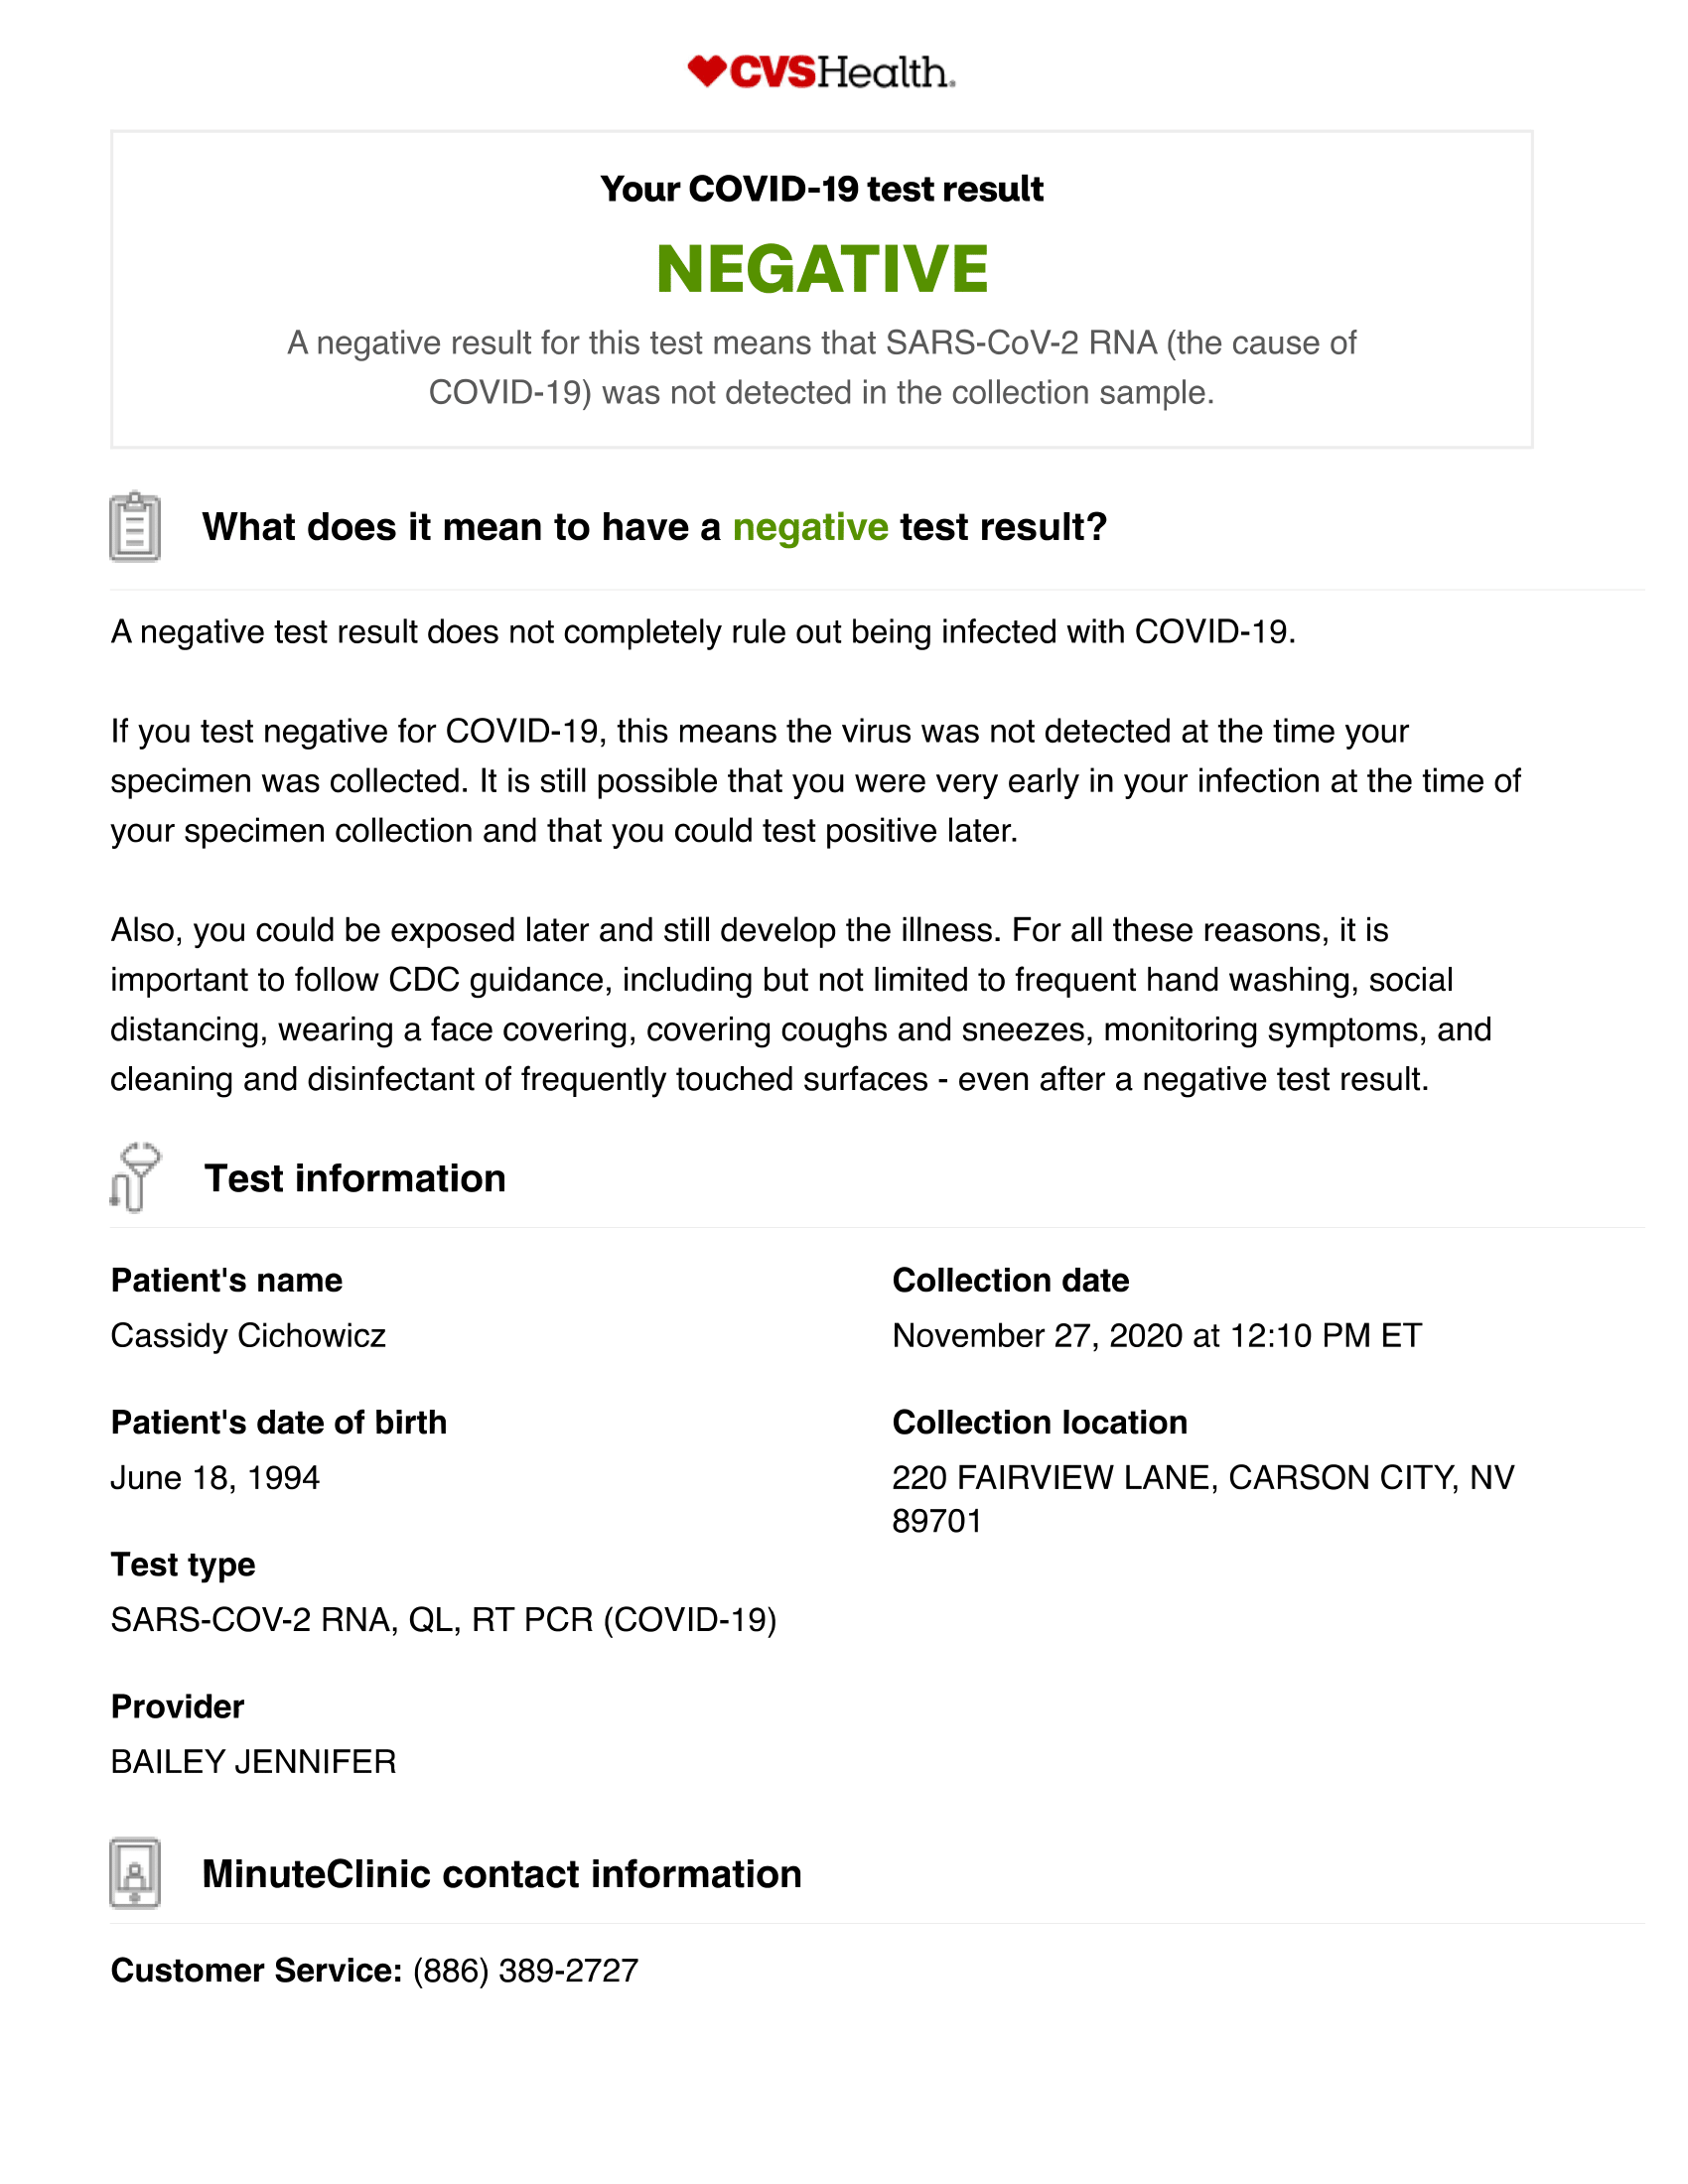 CVSHealth.
Your COVID-19 test result
NEGATIVE
A negative result for this test means that SARS-CoV-2 RNA (the cause of
COVID-19) was not detected in the collection sample.
What does it mean to have a negative test result?
A negative test result does not completely rule out being infected with COVID-19.
If you test negative for COVID-19, this means the virus was not detected at the time your
specimen was collected. It is still possible that you were very early in your infection at the time of
your specimen collection and that you could test positive later.
Also, you could be exposed later and still develop the illness. For all these reasons, it is
important to follow CDC guidance, including but not limited to frequent hand washing, social
distancing, wearing a face covering, covering coughs and sneezes, monitoring symptoms, and
cleaning and disinfectant of frequently touched surfaces - even after a negative test result.
Test information
Patient's name
Cassidy Cichowicz
Patient's date of birth
June 18, 1994
Test type
SARS-COV-2 RNA, QL, RT PCR (COVID-19)
Provider
BAILEY JENNIFER
Collection date
November 27, 2020 at 12:10 PM ET
Collection location
220 FAIRVIEW LANE, CARSON CITY, NV
89701
MinuteClinic contact information
Customer Service: (886) 389-2727